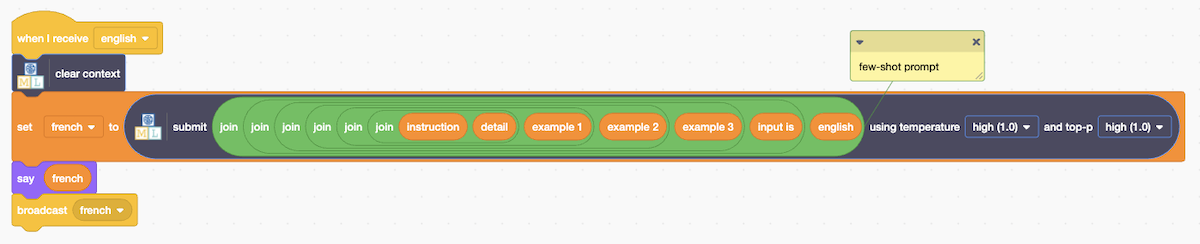 when I receive english
few-shot prompt
ML clear context
set french to ML submit join join join join join join instruction detail example 1 example 2 example 3 input is english using temperature high (1.0) and top-p high (1.0)
say french
broadcast french